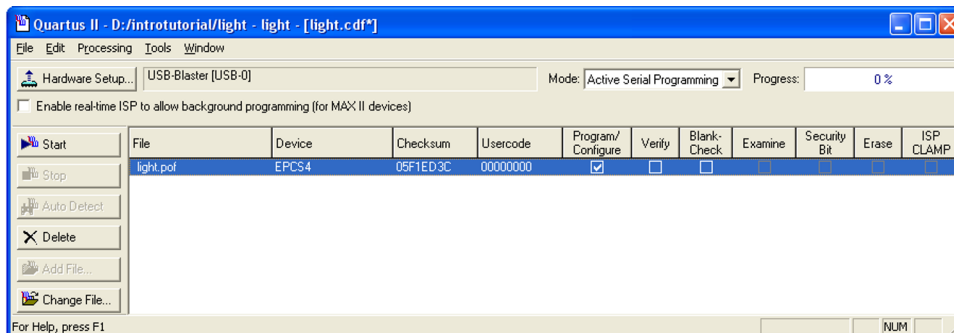 Quartus II - D:/introtutorial/light - light - [light.cdf*]
File Edit Processing Tools Window
Hardware Setup... USB-Blaster [USB-0] Mode: Active Serial Programming Progress: 0 %
Enable real-time ISP to allow background programming (for MAX II devices)
Start
Stop
Auto Detect
Delete
Add File...
Change File...
File Device Checksum Usercode Program/ Configure Verify Blank- Check Examine Security Bit Erase ISP CLAMP
light.pof EPCS4 05F1ED3C 00000000
For Help, press F1 NUM